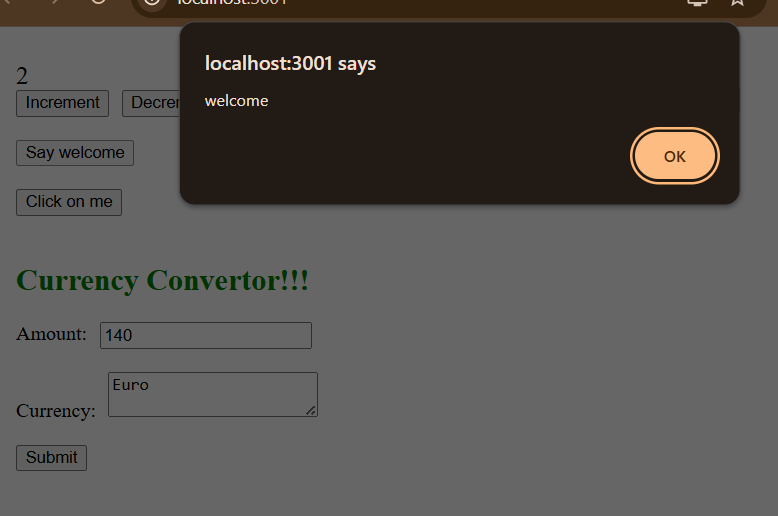 localhost:3001
localhost:3001 says
welcome
OK
2
Increment
Say welcome
Click on me
Currency Convertor!!!
Amount: 140
Currency: Euro
Submit